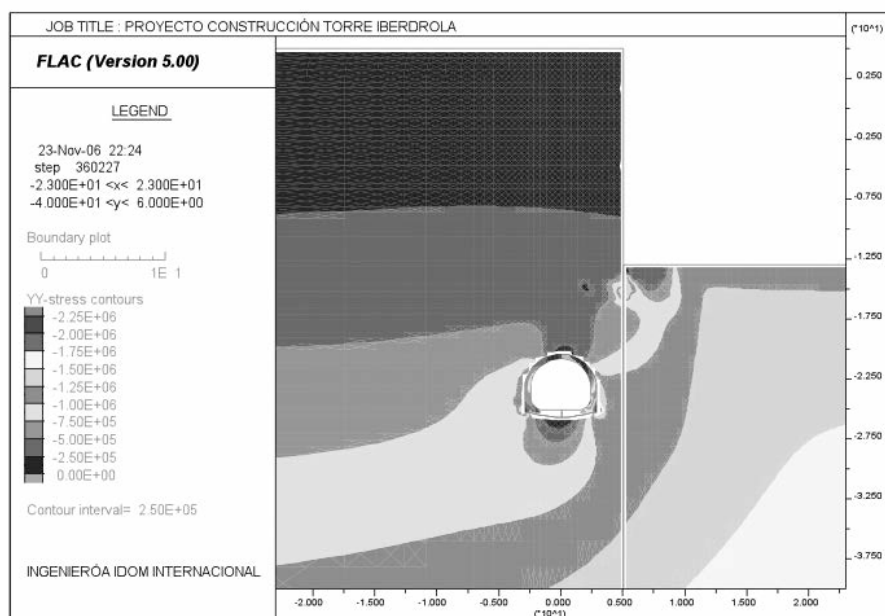 JOB TITLE : PROYECTO CONSTRUCCIÓN TORRE IBERDROLA
(*10^1)
FLAC (Version 5.00)
LEGEND
23-Nov-06 22:24
step 360227
-2.300E+01 <x< 2.300E+01
-4.000E+01 <y< 6.000E+00
Boundary plot
0 1E 1
YY-stress contours
-2.25E+06
-2.00E+06
-1.75E+06
-1.50E+06
-1.25E+06
-1.00E+06
-7.50E+05
-5.00E+05
-2.50E+05
0.00E+00
Contour interval= 2.50E+05
INGENIERÓA IDOM INTERNACIONAL
0.250
-0.250
-0.750
-1.250
-1.750
-2.250
-2.750
-3.250
-3.750
-2.000 -1.500 -1.000 -0.500 0.000 0.500 1.000 1.500 2.000
(*10^1)